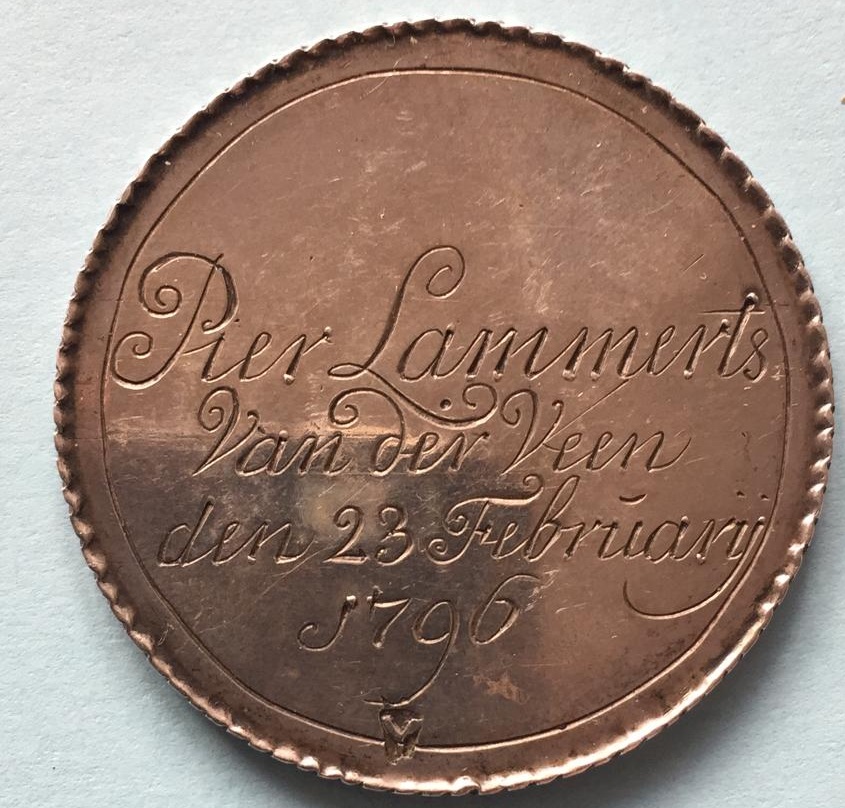 Pier Lammerts
Van der Veen
den 23 Februarij
1796